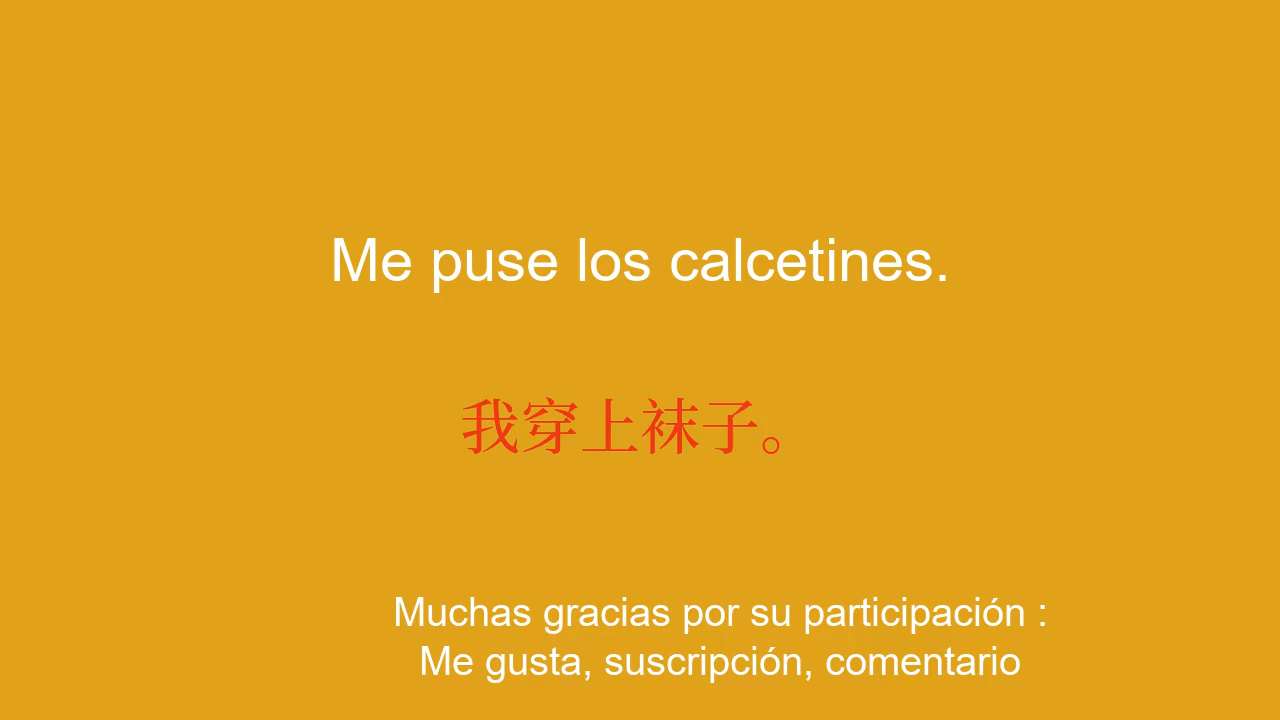 Me puse los calcetines.
我穿上袜子。
Muchas gracias por su participación :
Me gusta, suscripción, comentario